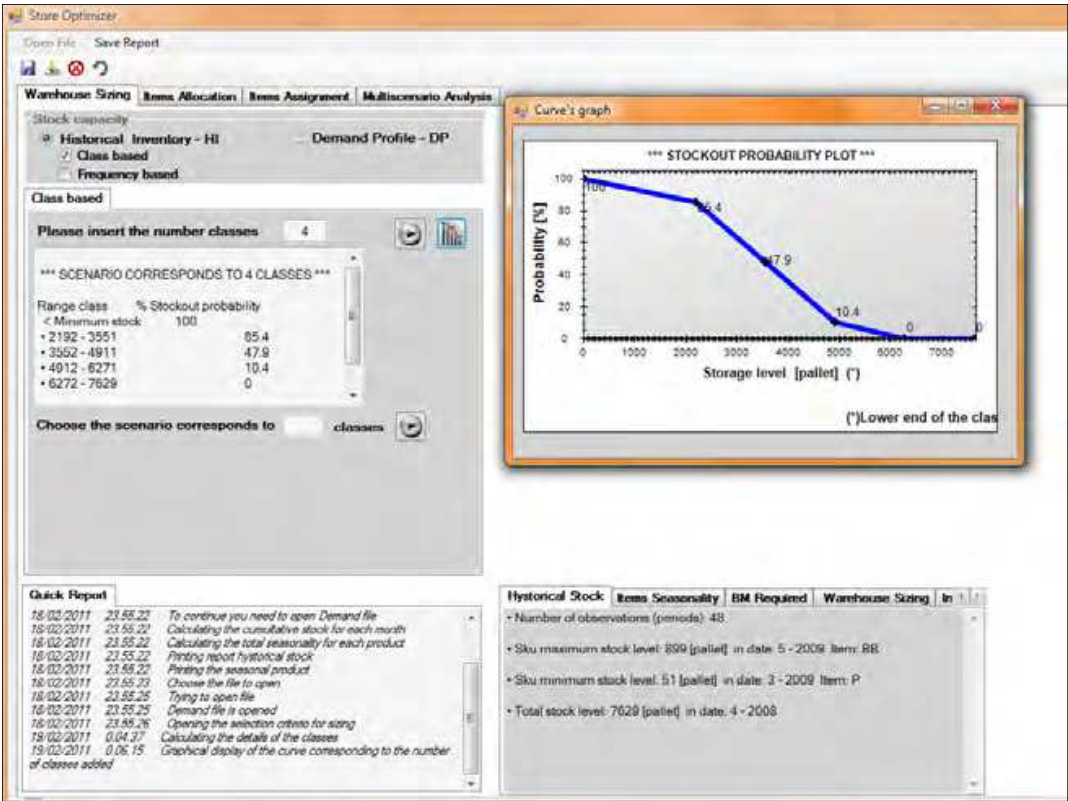 Store Optimizer
Open File Save Report
Warehouse Sizing Items Allocation Items Assignment Multiscenario Analysis
Stock capacity
Historical Inventory - HI Demand Profile - DP
Class based
Frequency based
Class based
Please insert the number classes 4
*** SCENARIO CORRESPONDS TO 4 CLASSES ***
Range class % Stockout probability
< Minimum stock 100
• 2192 - 3551 85.4
• 3552 - 4911 47.9
• 4912 - 6271 10.4
• 6272 - 7629 0
Choose the scenario corresponds to classes
Curve's graph
*** STOCKOUT PROBABILITY PLOT ***
Probability [%]
100
80
60
40
20
0
100
85.4
47.9
10.4
0
0
0 1000 2000 3000 4000 5000 6000 7000
Storage level [pallet] (°)
(°)Lower end of the clas
Quick Report
18/02/2011 23.55.22 To continue you need to open Demand file
18/02/2011 23.55.22 Calculating the cumultative stock for each month
18/02/2011 23.55.22 Calculating the total seasonality for each product
18/02/2011 23.55.22 Printing report hystorical stock
18/02/2011 23.55.22 Printing the seasonal product
18/02/2011 23.55.23 Choose the file to open
18/02/2011 23.55.25 Trying to open file
18/02/2011 23.55.25 Demand file is opened
18/02/2011 23.55.26 Opening the selection criteria for sizing
19/02/2011 0.04.37 Calculating the details of the classes
19/02/2011 0.06.15 Graphical display of the curve corresponding to the number
of classes added
Hystorical Stock Items Seasonality BM Required Warehouse Sizing In
• Number of observations (periods): 48
• Sku maximum stock level: 899 [pallet] in date: 5 - 2009 Item: BB
• Sku minimum stock level: 51 [pallet] in date: 3 - 2009 Item: P
• Total stock level: 7629 [pallet] in date: 4 - 2008